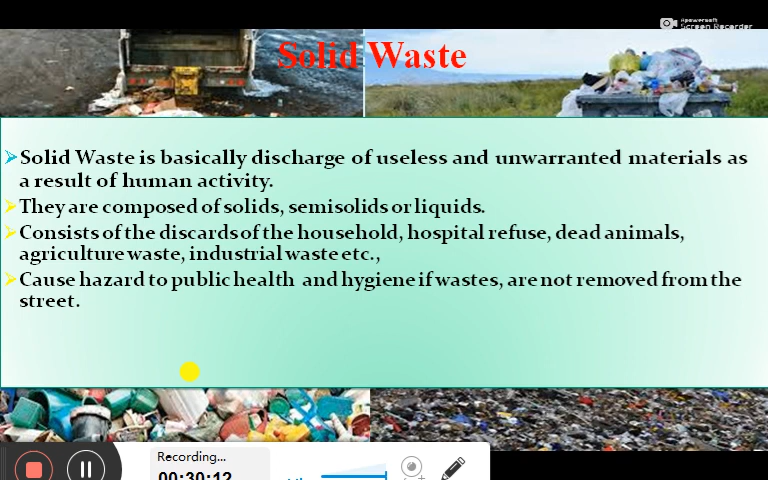 Apowersoft
Screen Recorder
Solid Waste
Solid Waste is basically discharge of useless and unwarranted materials as
a result of human activity.
They are composed of solids, semisolids or liquids.
Consists of the discards of the household, hospital refuse, dead animals,
agriculture waste, industrial waste etc.,
Cause hazard to public health and hygiene if wastes, are not removed from the
street.
Recording...
00:30:12